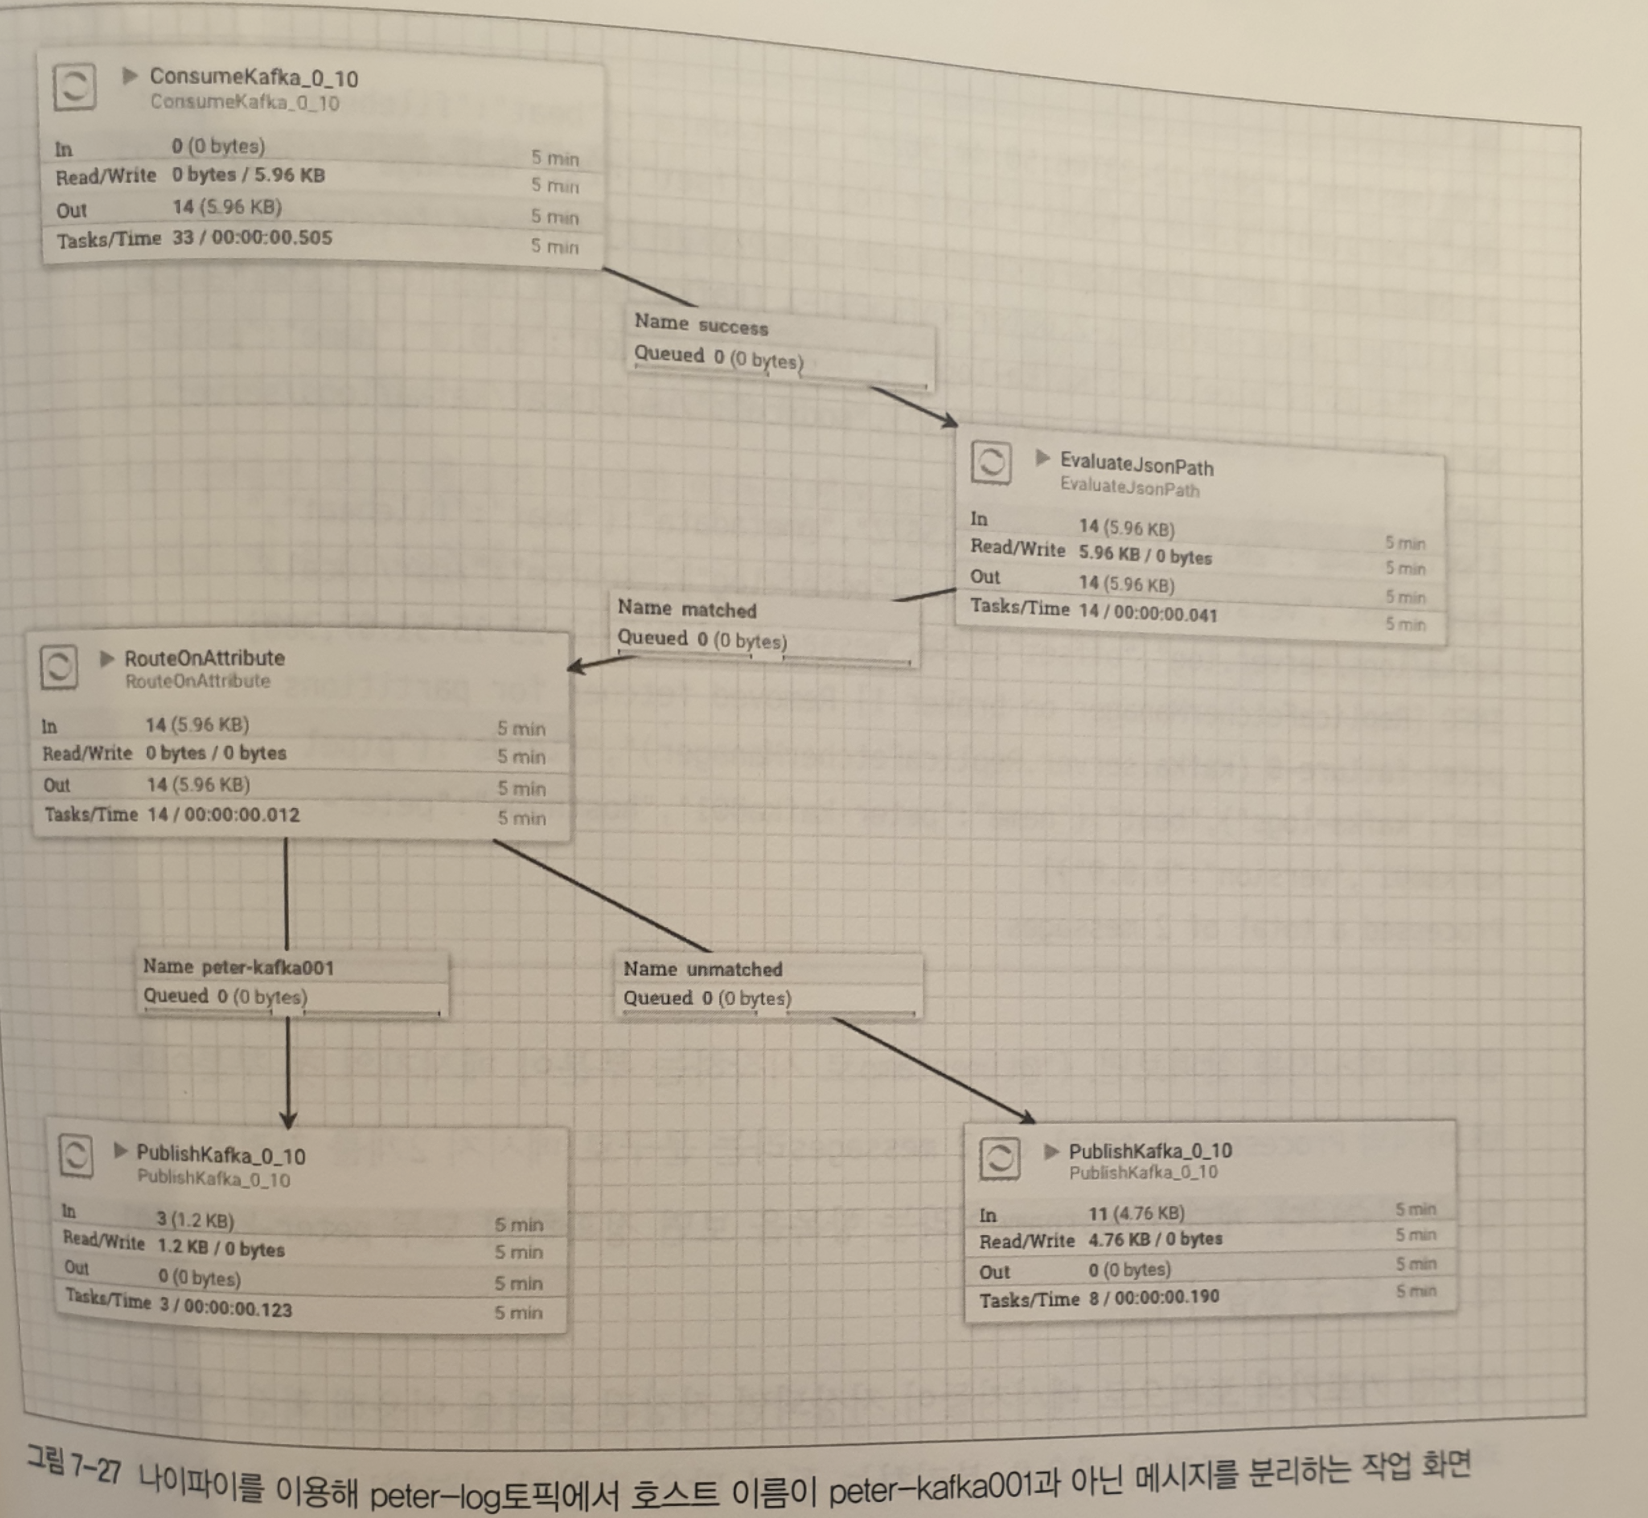 ConsumeKafka_0_10
ConsumeKafka_0_10
In 0 (0 bytes) 5 min
Read/Write 0 bytes / 5.96 KB 5 min
Out 14 (5.96 KB) 5 min
Tasks/Time 33 / 00:00:00.505 5 min
Name success
Queued 0 (0 bytes)
EvaluateJsonPath
EvaluateJsonPath
In 14 (5.96 KB) 5 min
Read/Write 5.96 KB / 0 bytes 5 min
Out 14 (5.96 KB) 5 min
Tasks/Time 14 / 00:00:00.041 5 min
Name matched
Queued 0 (0 bytes)
RouteOnAttribute
RouteOnAttribute
In 14 (5.96 KB) 5 min
Read/Write 0 bytes / 0 bytes 5 min
Out 14 (5.96 KB) 5 min
Tasks/Time 14 / 00:00:00.012 5 min
Name peter-kafka001
Queued 0 (0 bytes)
Name unmatched
Queued 0 (0 bytes)
PublishKafka_0_10
PublishKafka_0_10
In 3 (1.2 KB) 5 min
Read/Write 1.2 KB / 0 bytes 5 min
Out 0 (0 bytes) 5 min
Tasks/Time 3 / 00:00:00.123 5 min
PublishKafka_0_10
PublishKafka_0_10
In 11 (4.76 KB) 5 min
Read/Write 4.76 KB / 0 bytes 5 min
Out 0 (0 bytes) 5 min
Tasks/Time 8 / 00:00:00.190 5 min
그림 7-27 나이파이를 이용해 peter-log토픽에서 호스트 이름이 peter-kafka001과 아닌 메시지를 분리하는 작업 화면